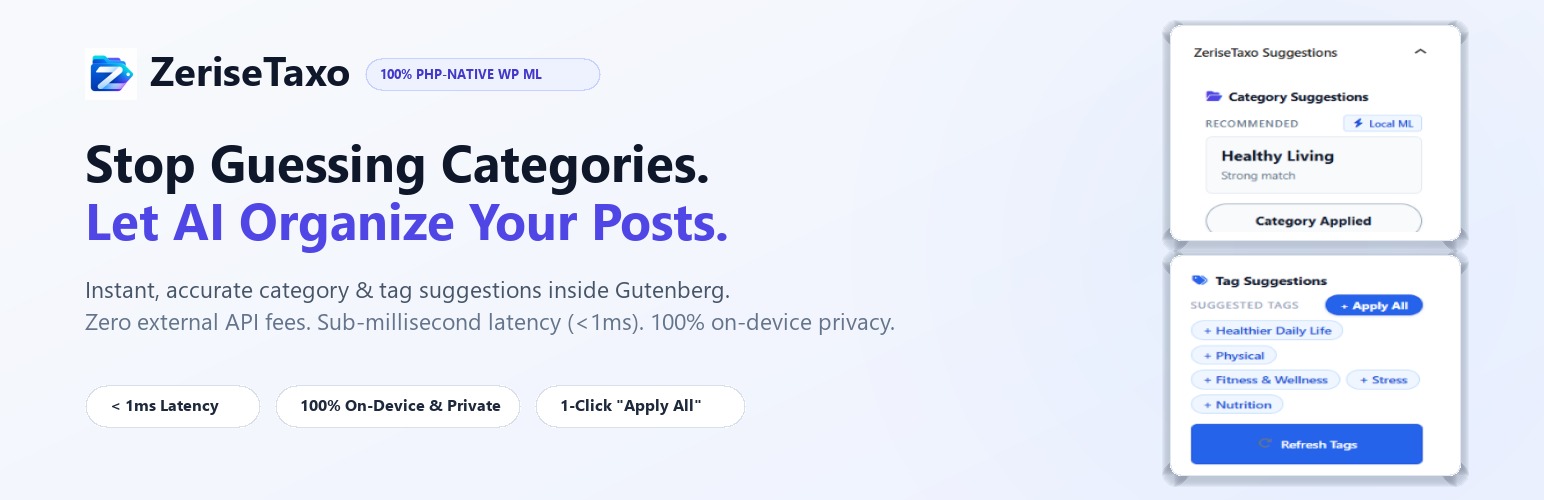 ZeriseTaxo
100% PHP-NATIVE WP ML
Stop Guessing Categories.
Let AI Organize Your Posts.
Instant, accurate category & tag suggestions inside Gutenberg.
Zero external API fees. Sub-millisecond latency (<1ms). 100% on-device privacy.
< 1ms Latency
100% On-Device & Private
1-Click "Apply All"
ZeriseTaxo Suggestions
Category Suggestions
RECOMMENDED
Local ML
Healthy Living
Strong match
Category Applied
Tag Suggestions
SUGGESTED TAGS
+ Apply All
+ Healthier Daily Life
+ Physical
+ Fitness & Wellness
+ Stress
+ Nutrition
Refresh Tags